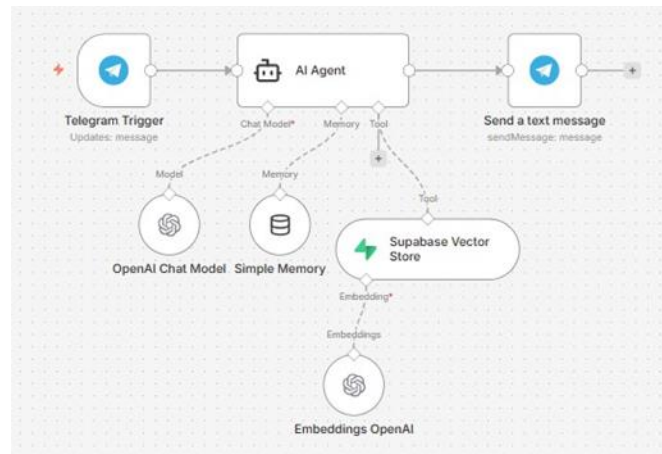 AI Agent
Telegram Trigger
Updates: message
Chat Model*
Memory
Tool
Send a text message
sendMessage: message
Model
Memory
Tool
OpenAI Chat Model
Simple Memory
Supabase Vector
Store
Embedding*
Embeddings
Embeddings OpenAI